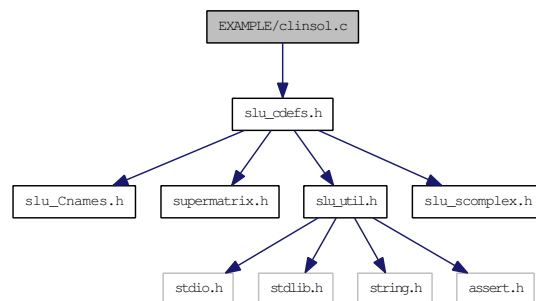 EXAMPLE/clinsol.c
slu_cdefs.h
slu_Cnames.h
supermatrix.h
slu_util.h
slu_scomplex.h
stdio.h
stdlib.h
string.h
assert.h